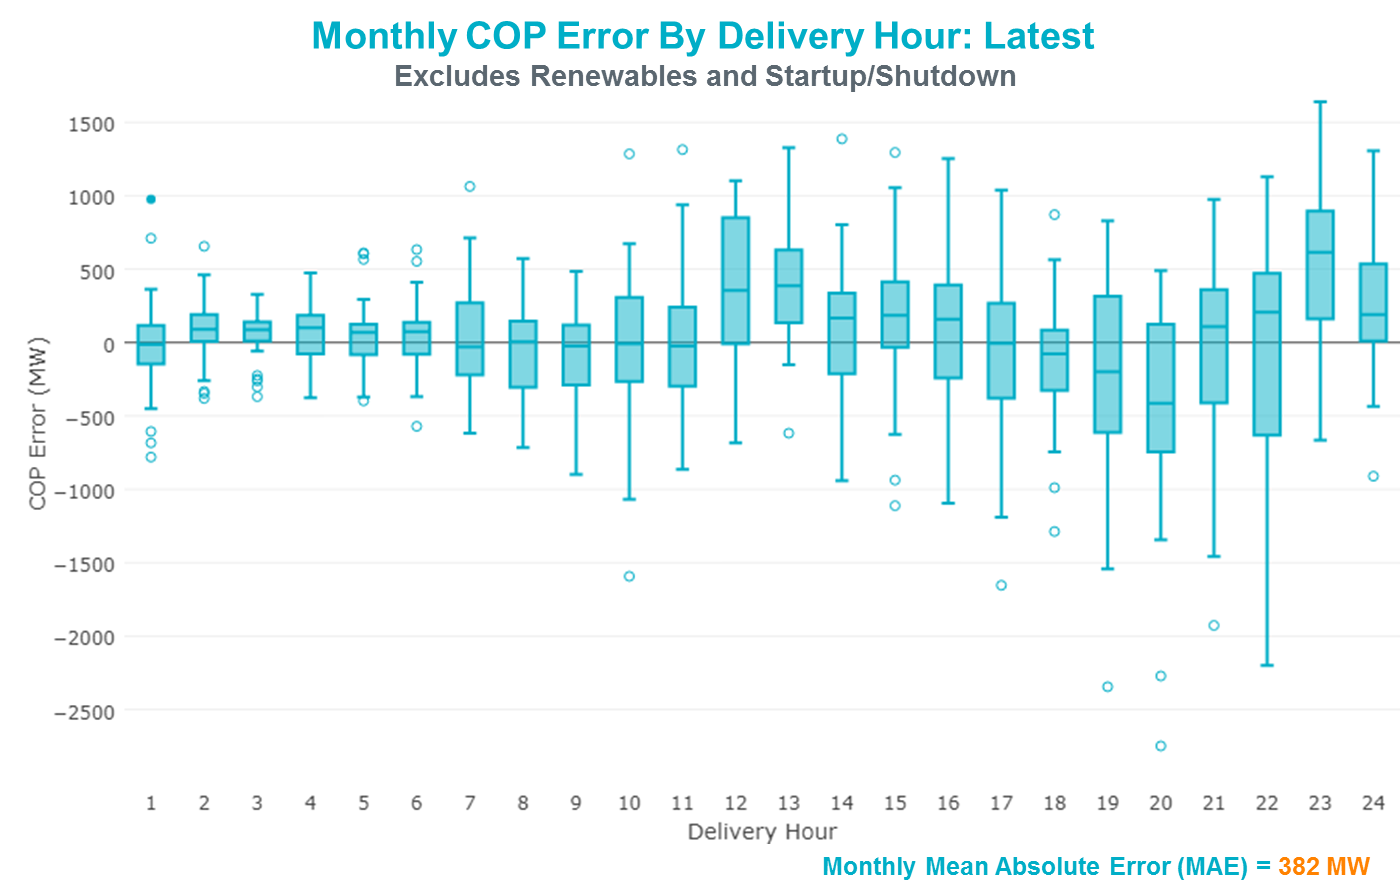 Monthly COP Error By Delivery Hour: Latest
Excludes Renewables and Startup/Shutdown
1500
1000
500
0
−500
−1000
−1500
−2000
−2500
COP Error (MW)
1 2 3 4 5 6 7 8 9 10 11 12 13 14 15 16 17 18 19 20 21 22 23 24
Delivery Hour
Monthly Mean Absolute Error (MAE) = 382 MW